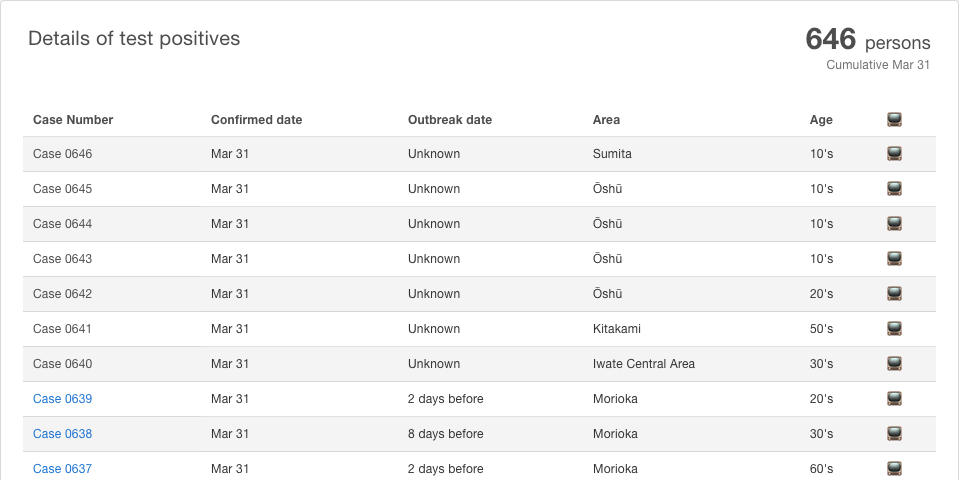 Details of test positives
646 persons
Cumulative Mar 31
Case Number Confirmed date Outbreak date Area Age
Case 0646 Mar 31 Unknown Sumita 10's
Case 0645 Mar 31 Unknown Ōshū 10's
Case 0644 Mar 31 Unknown Ōshū 10's
Case 0643 Mar 31 Unknown Ōshū 10's
Case 0642 Mar 31 Unknown Ōshū 20's
Case 0641 Mar 31 Unknown Kitakami 50's
Case 0640 Mar 31 Unknown Iwate Central Area 30's
Case 0639 Mar 31 2 days before Morioka 20's
Case 0638 Mar 31 8 days before Morioka 30's
Case 0637 Mar 31 2 days before Morioka 60's